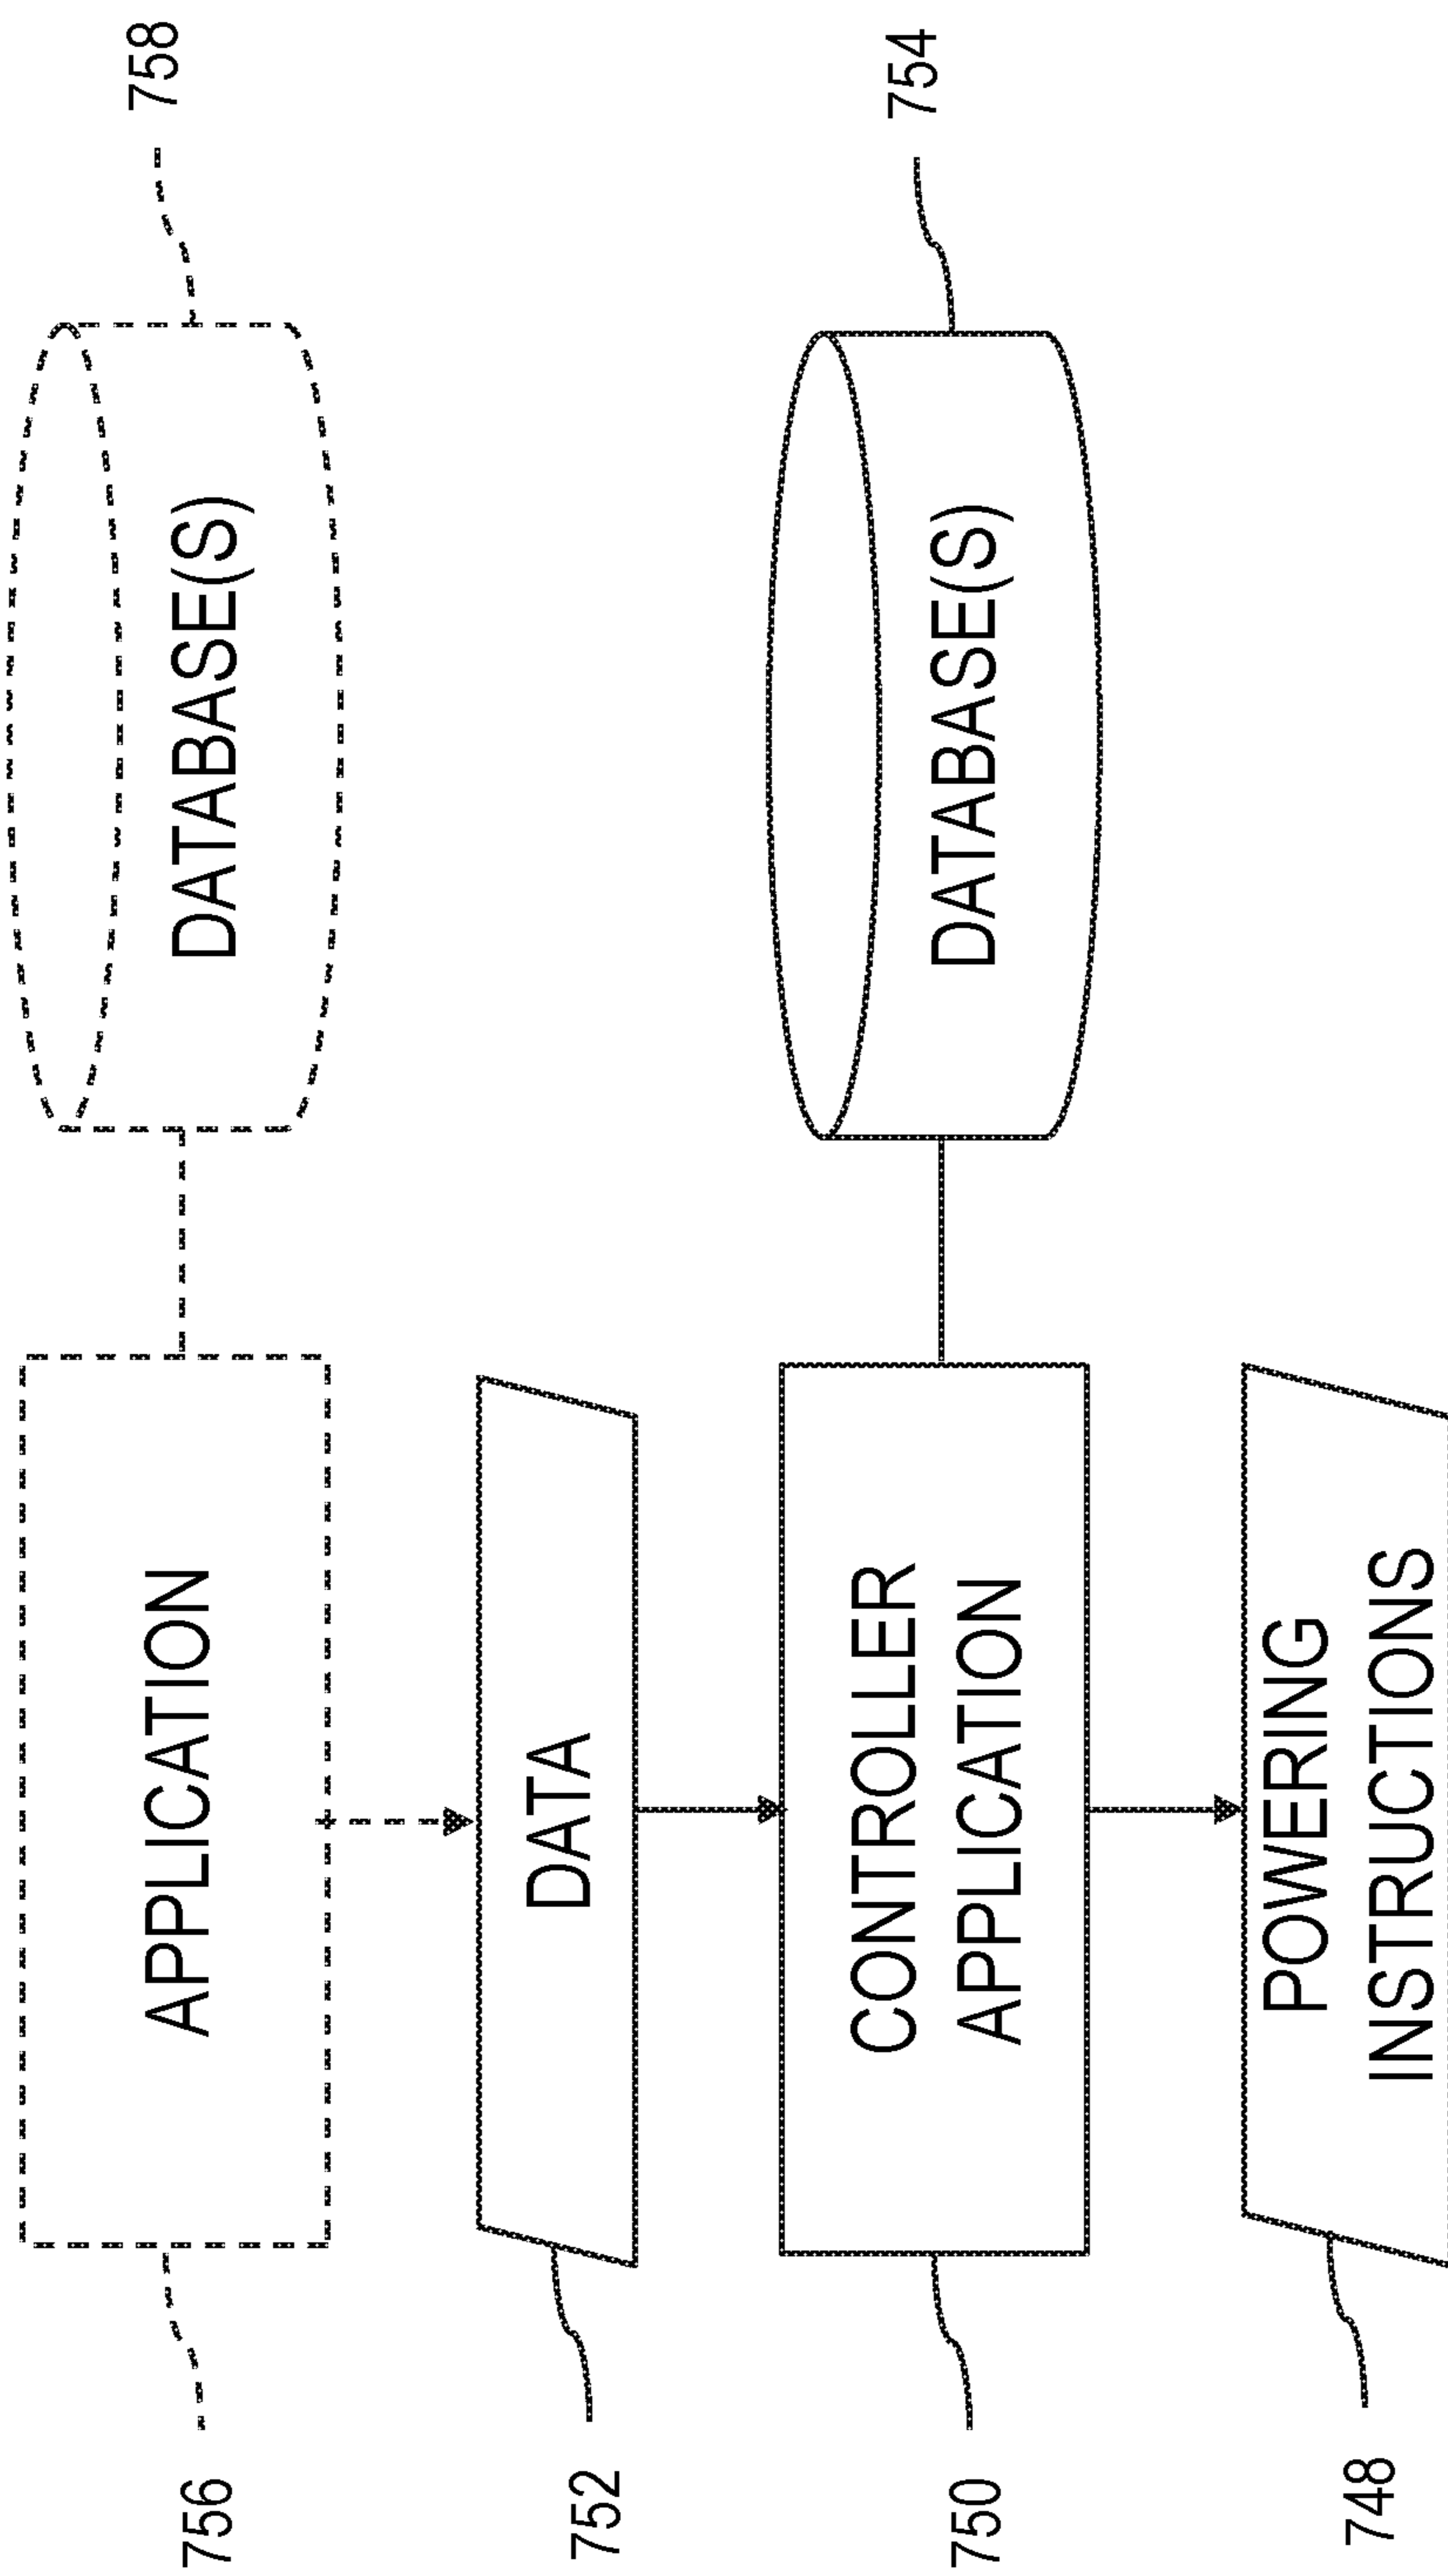 756
APPLICATION
DATABASE(S)
758
752
DATA
750
CONTROLLER
APPLICATION
DATABASE(S)
754
748
POWERING
INSTRUCTIONS